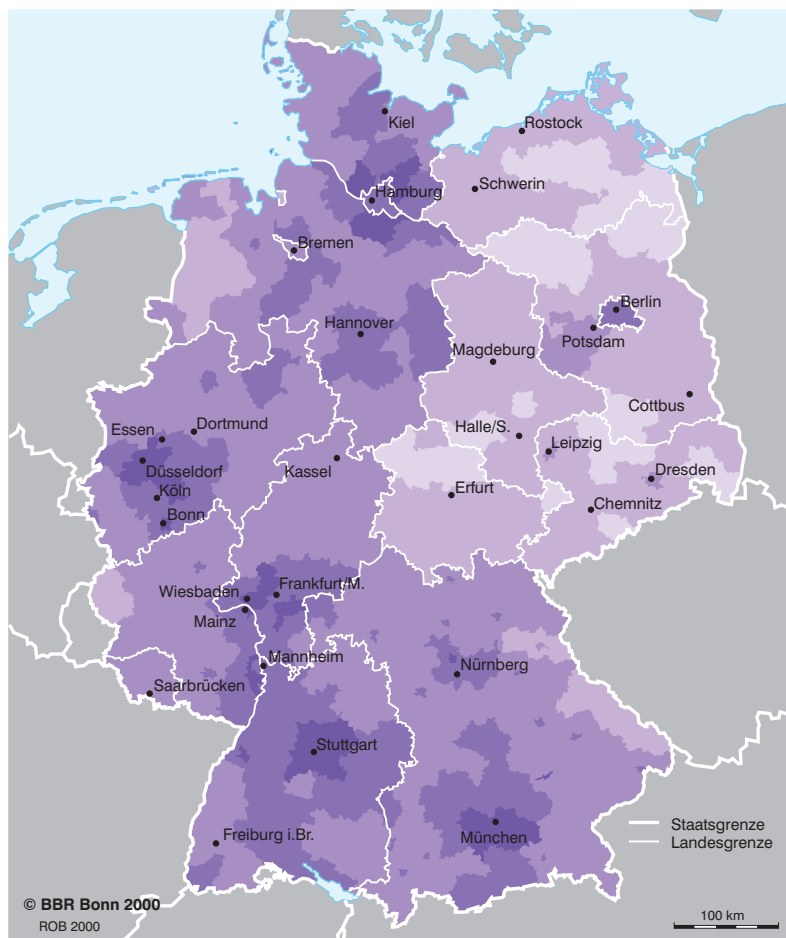 Kiel
Rostock
Schwerin
Hamburg
Bremen
Berlin
Hannover
Potsdam
Magdeburg
Cottbus
Essen
Dortmund
Halle/S.
Leipzig
Düsseldorf
Kassel
Dresden
Köln
Erfurt
Chemnitz
Bonn
Wiesbaden
Frankfurt/M.
Mainz
Mannheim
Nürnberg
Saarbrücken
Stuttgart
Freiburg i.Br.
München
Staatsgrenze
Landesgrenze
© BBR Bonn 2000
ROB 2000
100 km